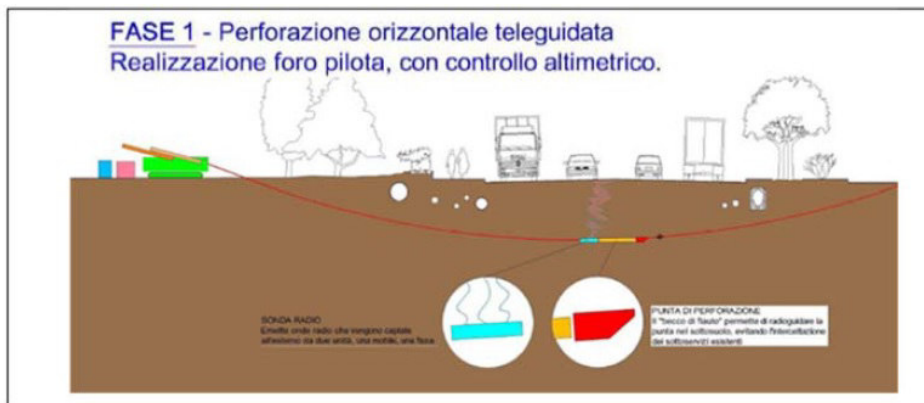 FASE 1 - Perforazione orizzontale teleguidata
Realizzazione foro pilota, con controllo altimetrico.
SONDA RADIO
Emette onde radio che vengono captate
all'esterno da due unità, una mobile, una fissa.
PUNTA DI PERFORAZIONE
Il "becco di flauto" permette di radioguidare la
punta nel sottosuolo, evitando l'intercettazione
dei sottoservizi esistenti